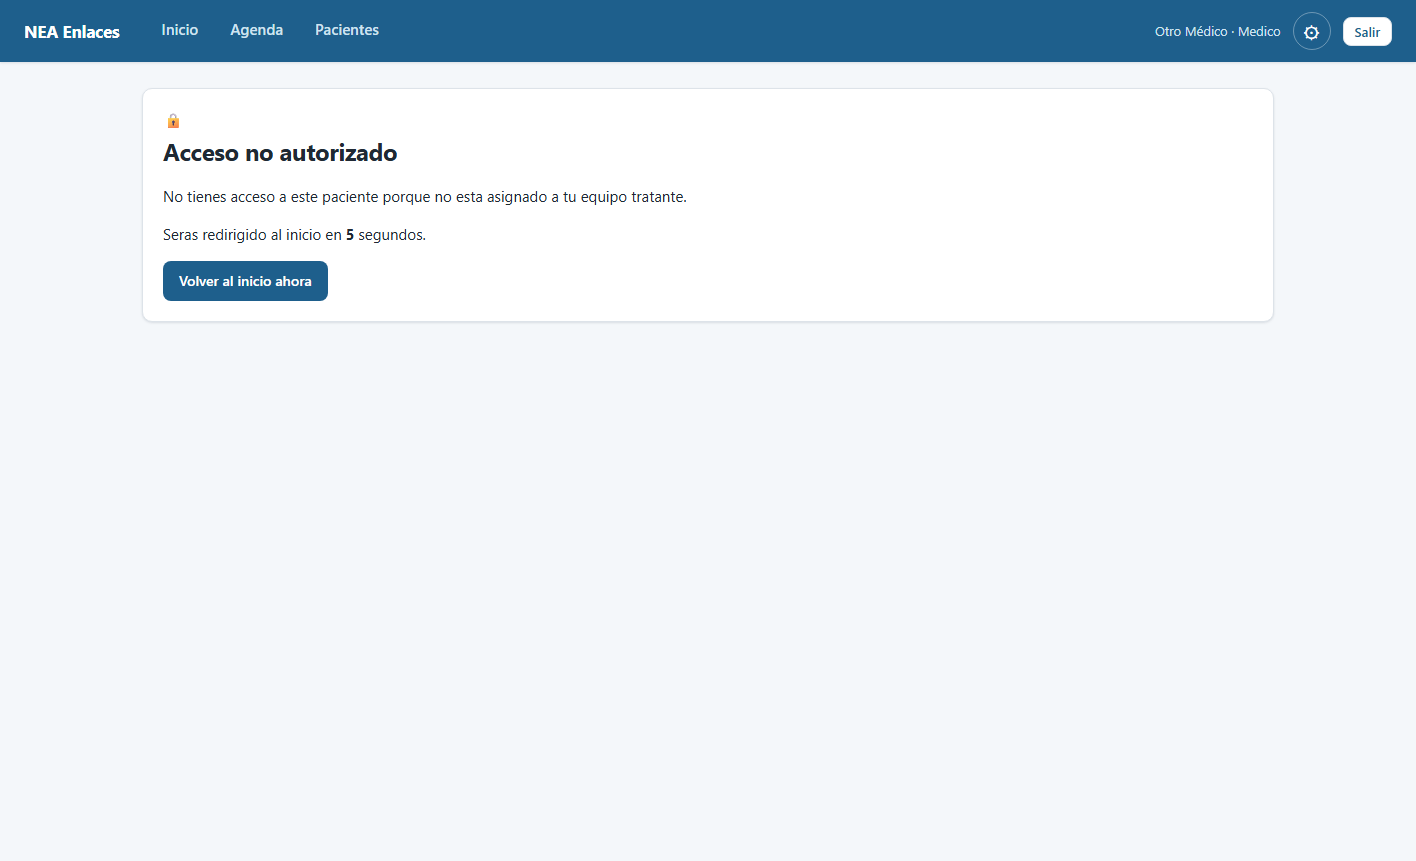 NEA Enlaces
Inicio
Agenda
Pacientes
Otro Médico · Medico
Salir
Acceso no autorizado
No tienes acceso a este paciente porque no esta asignado a tu equipo tratante.
Seras redirigido al inicio en 5 segundos.
Volver al inicio ahora